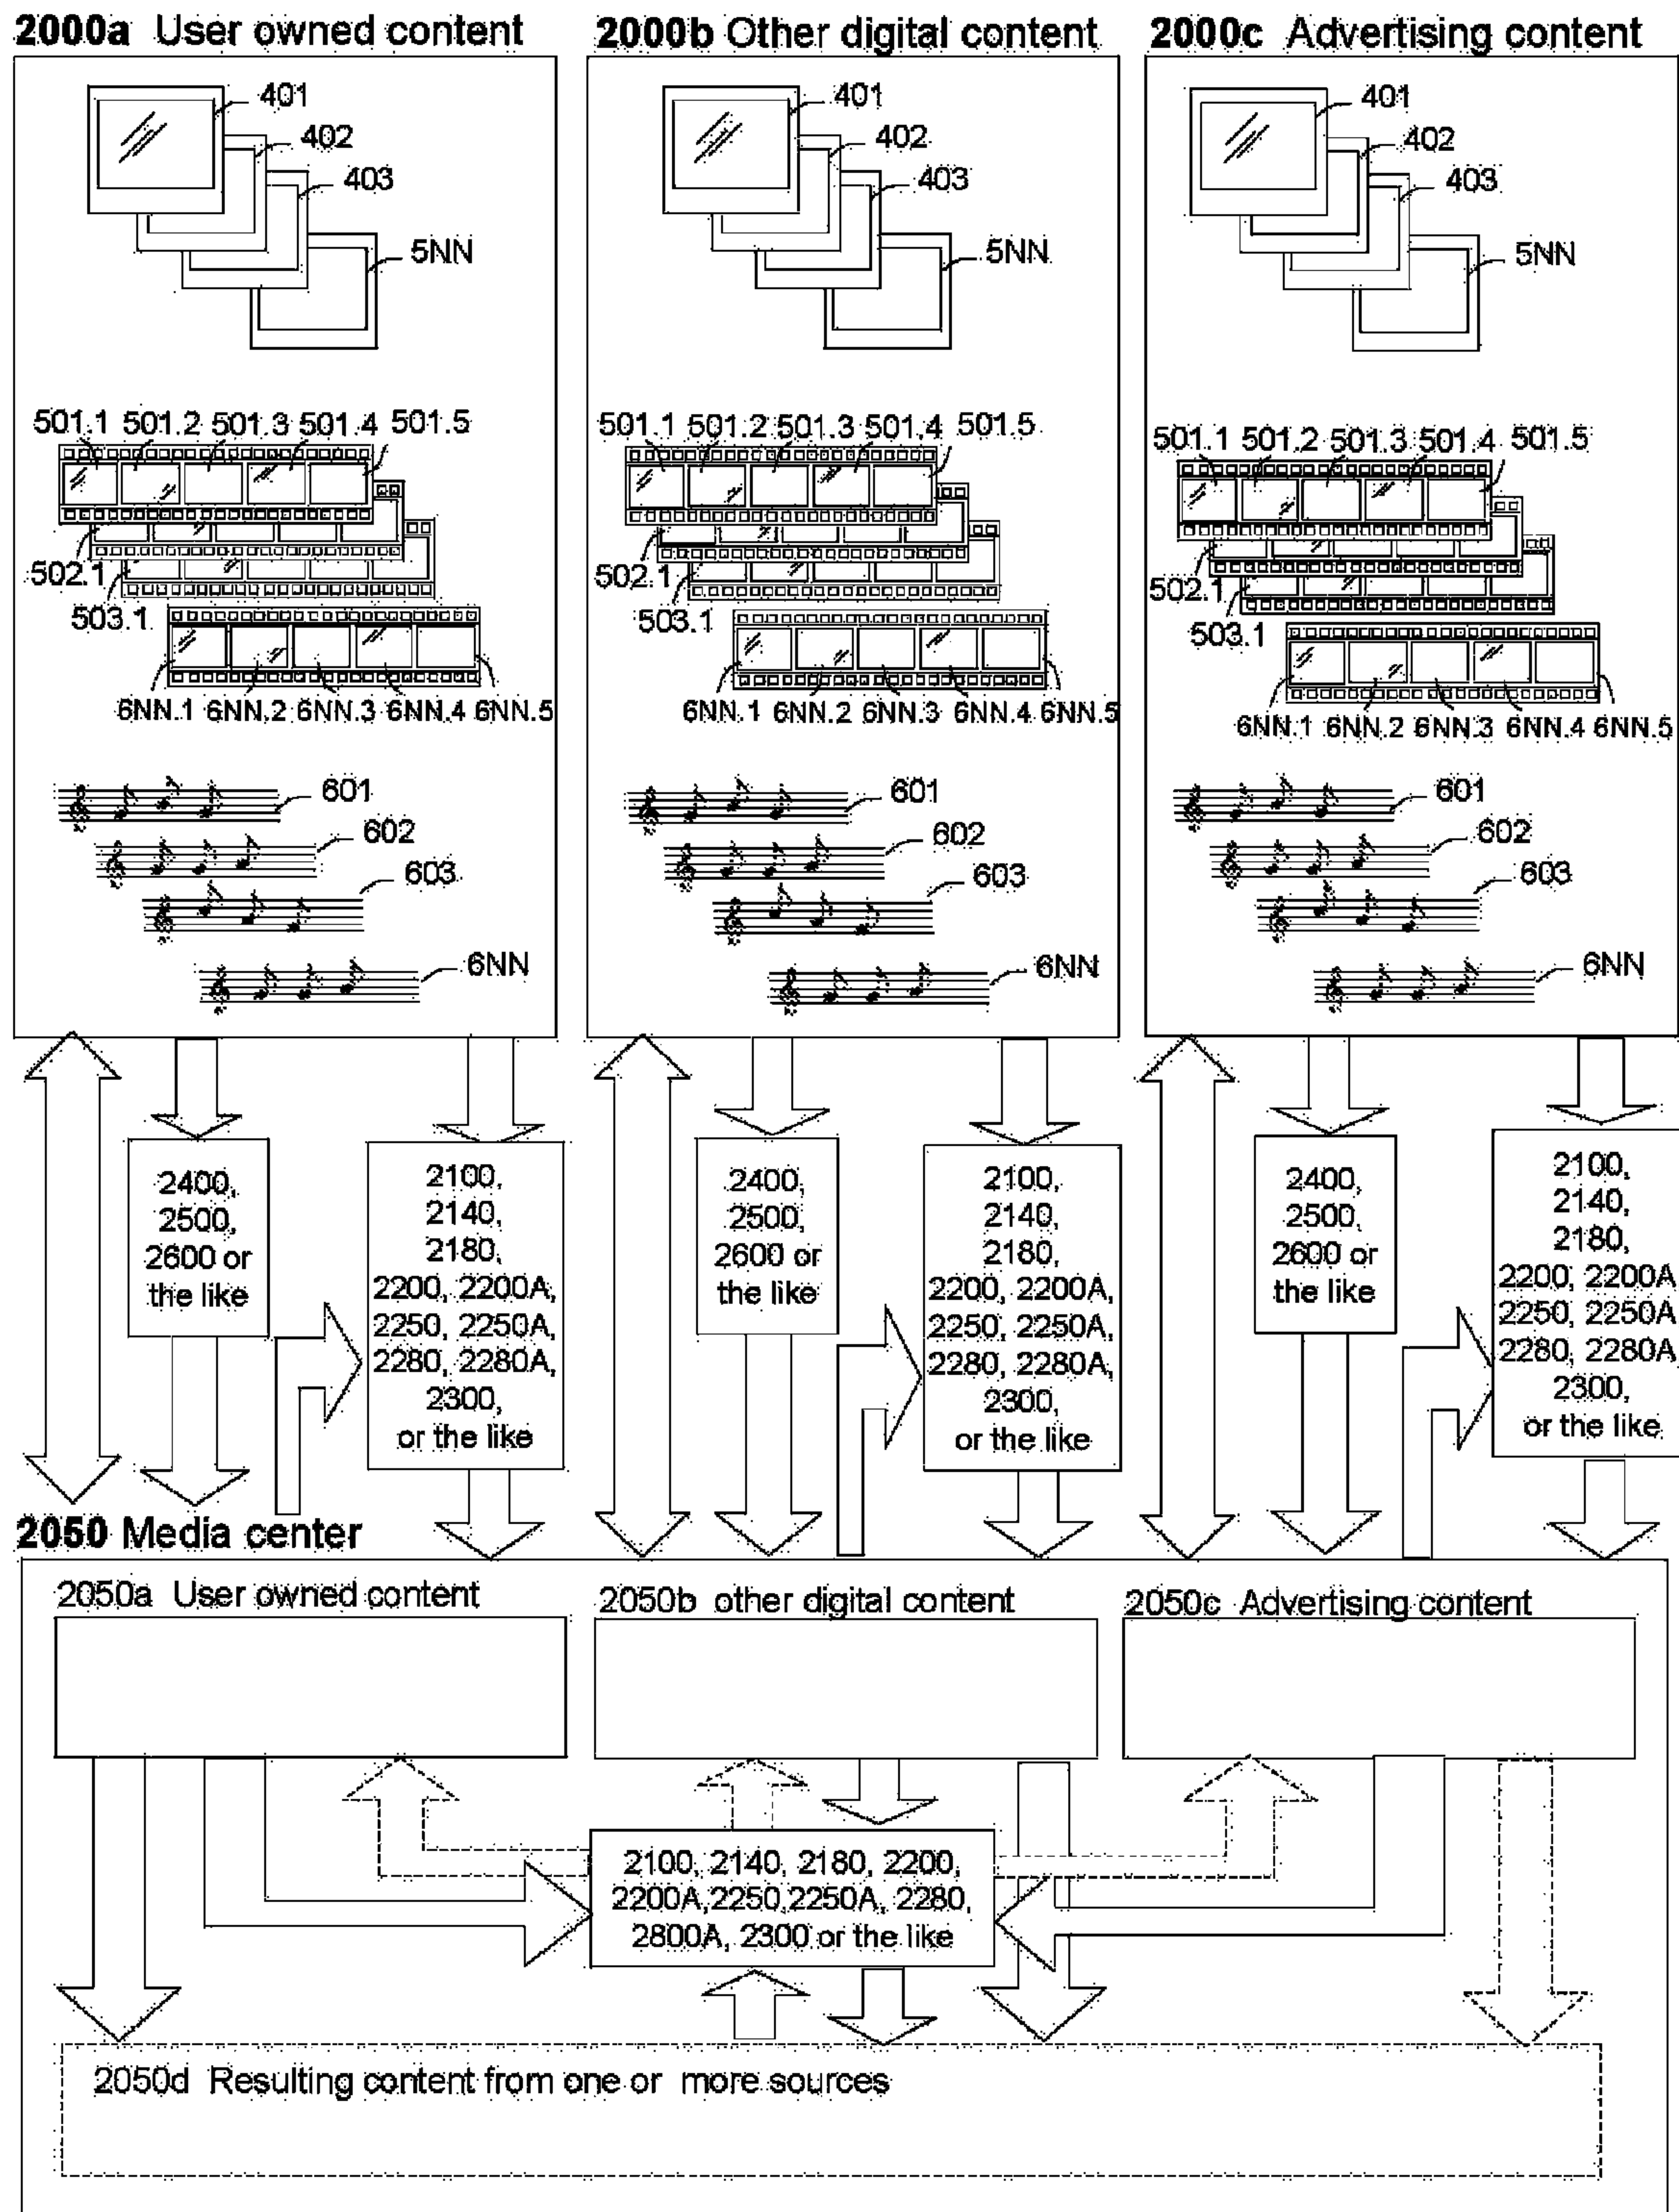 2000a User owned content
401
402
403
5NN
501.1 501.2 501.3 501.4 501.5
502.1
503.1
6NN.1 6NN.2 6NN.3 6NN.4 6NN.5
601
602
603
6NN
2000b Other digital content
401
402
403
5NN
501.1 501.2 501.3 501.4 501.5
502.1
503.1
6NN.1 6NN.2 6NN.3 6NN.4 6NN.5
601
602
603
6NN
2000c Advertising content
401
402
403
5NN
501.1 501.2 501.3 501.4 501.5
502.1
503.1
6NN.1 6NN.2 6NN.3 6NN.4 6NN.5
601
602
603
6NN
2400,
2500,
2600 or
the like
2100,
2140,
2180,
2200, 2200A,
2250, 2250A,
2280, 2280A,
2300,
or the like
2400,
2500,
2600 or
the like
2100,
2140,
2180,
2200, 2200A,
2250, 2250A,
2280, 2280A,
2300,
or the like
2400,
2500,
2600 or
the like
2100,
2140,
2180,
2200, 2200A
2250, 2250A
2280, 2280A
2300,
or the like
2050 Media center
2050a User owned content
2050b other digital content
2050c Advertising content
2100, 2140, 2180, 2200,
2200A,2250,2250A, 2280,
2800A, 2300 or the like
2050d Resulting content from one or more sources